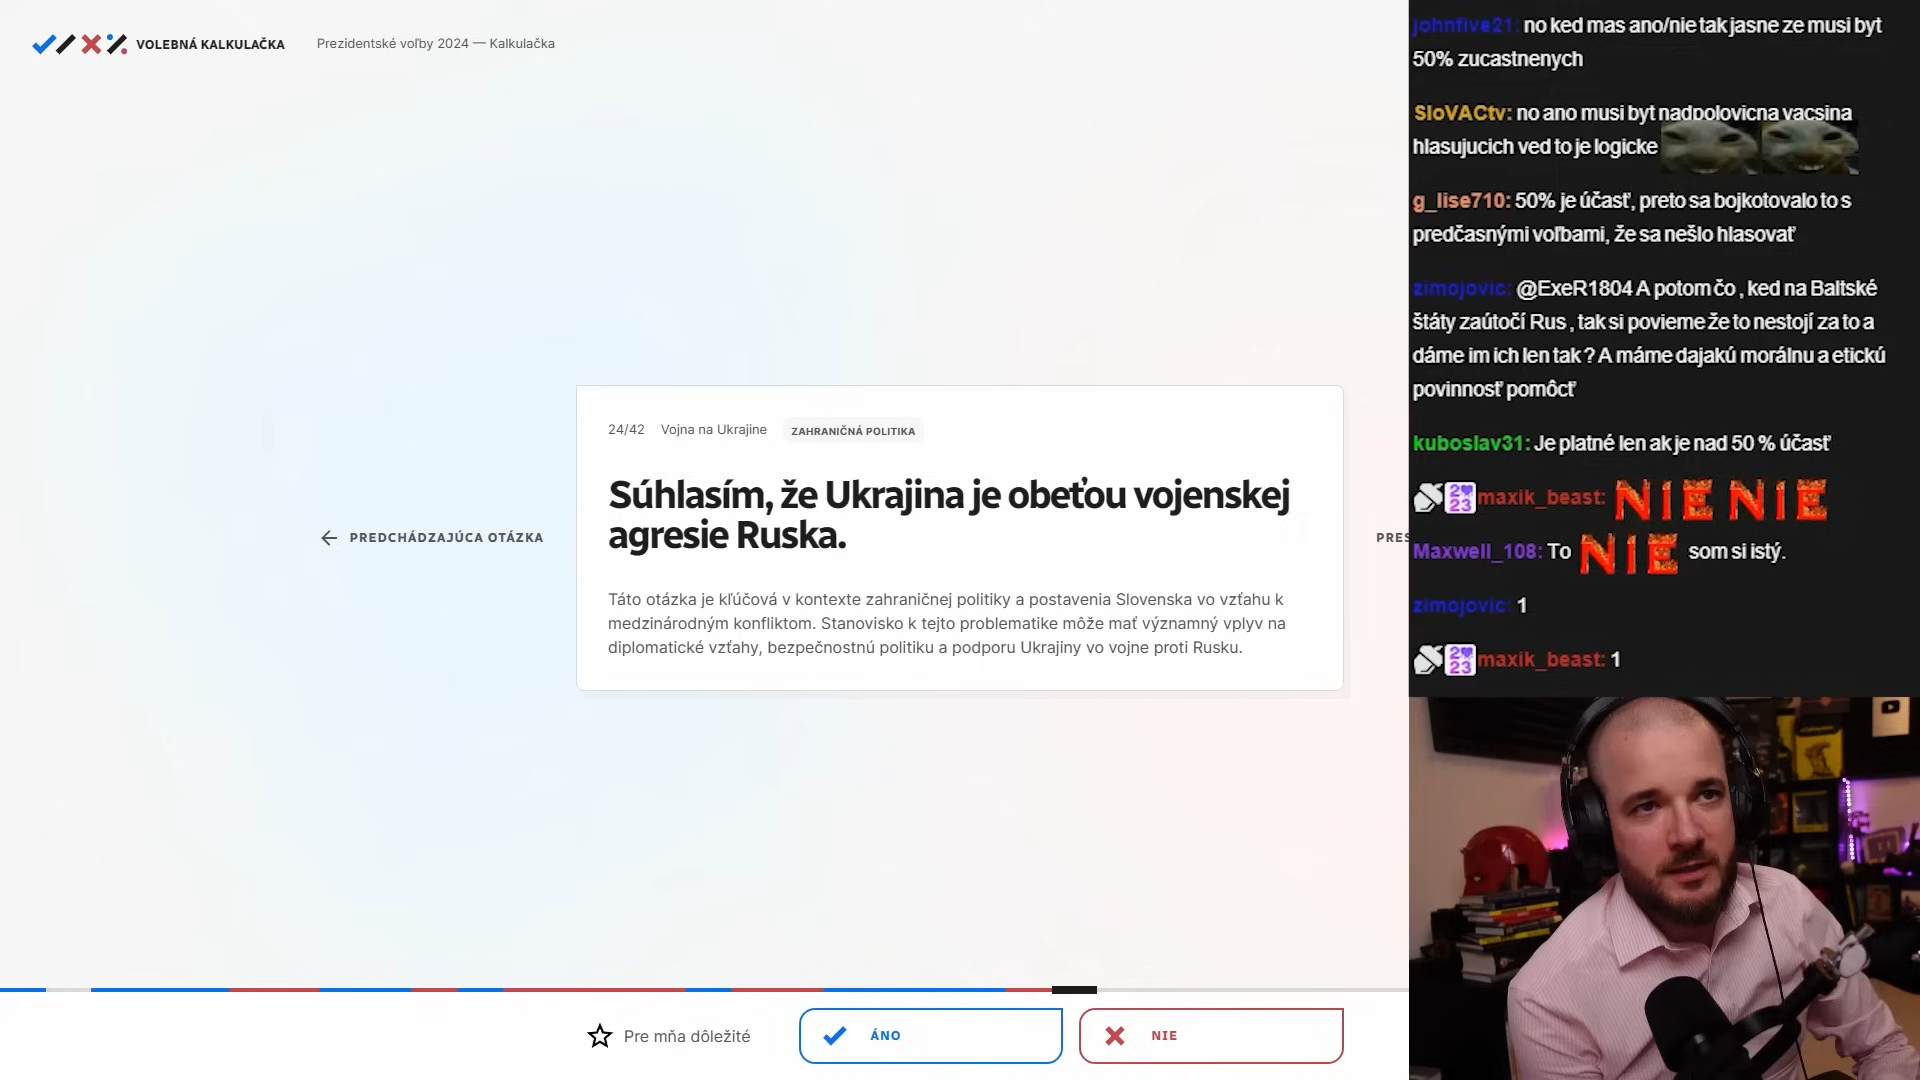 VOLEBNÁ KALKULAČKA
Prezidentské voľby 2024 — Kalkulačka
24/42 Vojna na Ukrajine ZAHRANIČNÁ POLITIKA
Súhlasím, že Ukrajina je obeťou vojenskej
agresie Ruska.
Táto otázka je kľúčová v kontexte zahraničnej politiky a postavenia Slovenska vo vzťahu k
medzinárodným konfliktom. Stanovisko k tejto problematike môže mať významný vplyv na
diplomatické vzťahy, bezpečnostnú politiku a podporu Ukrajiny vo vojne proti Rusku.
PREDCHÁDZAJÚCA OTÁZKA
PRES
Pre mňa dôležité
ÁNO
NIE
johnfive21: no ked mas ano/nie tak jasne ze musi byt
50% zucastnenych
SloVACtv: no ano musi byt nadpolovicna vacsina
hlasujucich ved to je logicke
g_lise710: 50% je účasť, preto sa bojkotovalo to s
predčasnými voľbami, že sa nešlo hlasovať
zimojovic: @ExeR1804 A potom čo , ked na Baltské
štáty zaútočí Rus , tak si povieme že to nestojí za to a
dáme im ich len tak ? A máme dajakú morálnu a etickú
povinnosť pomôcť
kuboslav31: Je platné len ak je nad 50 % účasť
2023 maxik_beast: NIE NIE
Maxwell_108: To NIE som si istý.
zimojovic: 1
2023 maxik_beast: 1